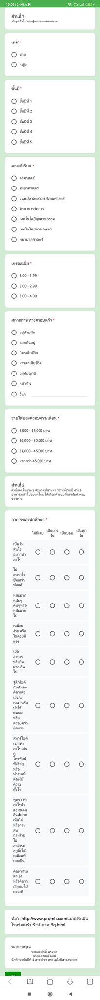 10:09 | 0.4KB/s
ส่วนที่ 1
ข้อมูลทั่วไปของผู้ตอบแบบสอบถาม
เพศ *
ชาย
หญิง
ชั้นปี *
ชั้นปีที่ 1
ชั้นปีที่ 2
ชั้นปีที่ 3
ชั้นปีที่ 4
ชั้นปีที่ 5
คณะที่เรียน *
ครุศาสตร์
วิทยาศาสตร์
มนุษย์ศาสตร์และสังคมศาสตร์
วิทยาการจัดการ
เทคโนโลยีอุตสาหกรรม
เทคโนโลยีการเกษตร
พยาบาลศาสตร์
เกรดเฉลี่ย *
1.00 - 1.99
2.00 - 2.99
3.00 - 4.00
สถานภาพทางครอบครัว *
อยู่ด้วยกัน
แยกกันอยู่
บิดาเสียชีวิต
มารดาเสียชีวิต
อยู่กับญาติ
หย่าร้าง
อื่นๆ:
รายได้ของครอบครัว/เดือน *
5,000 - 15,000 บาท
16,000 - 30,000 บาท
31,000 - 45,000 บาท
มากกว่า 45,000 บาท
ส่วนที่ 2
คำชี้แจง ในช่วง 2 สัปดาห์ที่ผ่านมา รวมทั้งวันนี้ ท่านมี
อาการเหล่านี้บ่อยแค่ไหน ให้เลือกคำตอบที่ตรงกับคำตอบ
ของท่าน
อาการของนักศึกษา *
ไม่มีเลย เป็นบางวัน เป็นบ่อย เป็นทุกวัน
เบื่อ ไม่
สนใจ
อยากทำ
อะไร
ไม่
สบายใจ
ซึมเศร้า
ท้อแท้
หลับยาก
หลับๆ
ตื่นๆ หรือ
หลับมาก
ไป
เหนื่อย
ง่าย หรือ
ไม่ค่อยมี
แรง
เบื่อ
อาหาร
หรือกิน
มากเกิน
ไป
รู้สึกไม่ดี
กับตัวเอง
คิดว่าตัว
เองล้ม
เหลว หรือ
ทำให้
ตนเอง
หรือ
ครอบครัว
ผิดหวัง
สมาธิไม่ดี
เวลาทำ
อะไร เช่น
ดู
โทรทัศน์
ฟังวิทยุ
หรือ
ทำงานที่
ต้องใช้
ความ
ตั้งใจ
พูดช้า ทำ
อะไรช้า
ลง จนคน
อื่นสังเกต
เห็นได้
หรือกระ
สับ
กระส่าย
ไม่
สามารถ
อยู่นิ่งได้
เหมือนที่
เคยเป็น
คิดทำร้าย
ตัวเอง
หรือคิดว่า
ถ้าตายไป
คงจะดี
ที่มา : http://www.prdmh.com/แบบประเมิน
โรคซึมเศร้า-9-คำถาม-9q.html
ขอขอบคุณ
นักศึกษาชั้นปีที่ 4 สาขาวิชา เทคโนโลยีสารสนเทศ